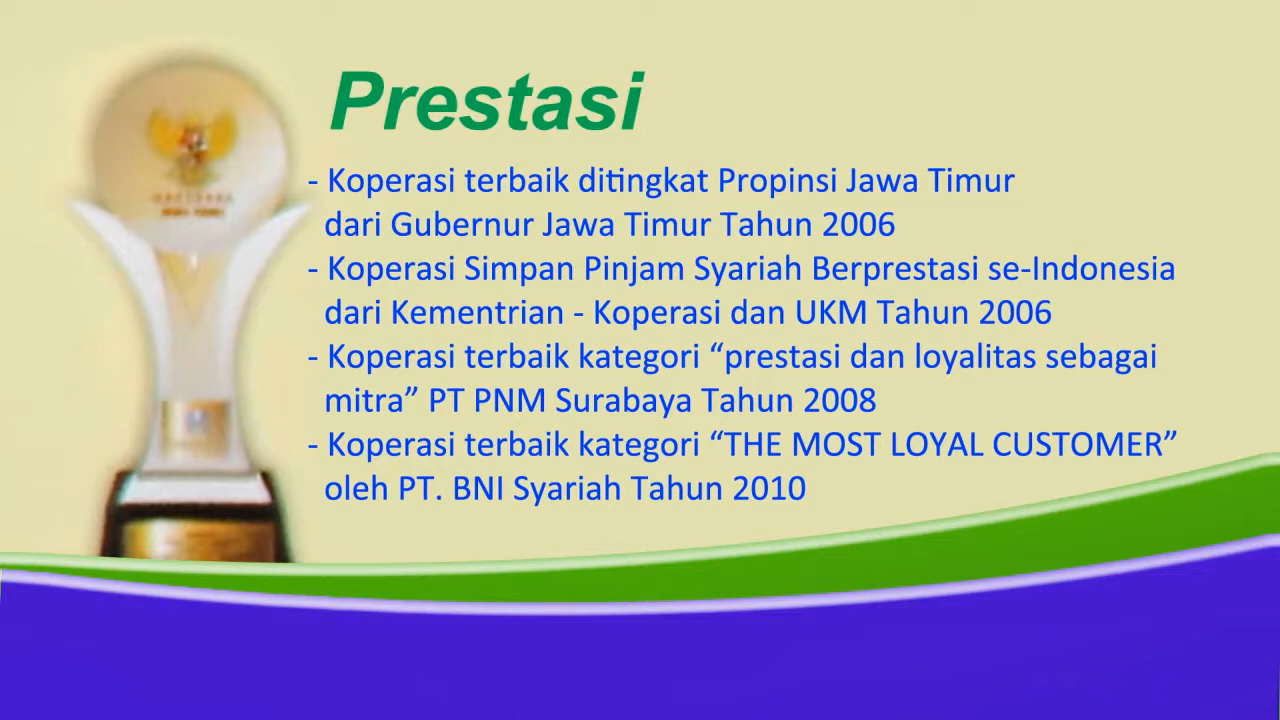 Prestasi
- Koperasi terbaik ditingkat Propinsi Jawa Timur
dari Gubernur Jawa Timur Tahun 2006
- Koperasi Simpan Pinjam Syariah Berprestasi se-Indonesia
dari Kementrian - Koperasi dan UKM Tahun 2006
- Koperasi terbaik kategori “prestasi dan loyalitas sebagai
mitra” PT PNM Surabaya Tahun 2008
- Koperasi terbaik kategori “THE MOST LOYAL CUSTOMER”
oleh PT. BNI Syariah Tahun 2010